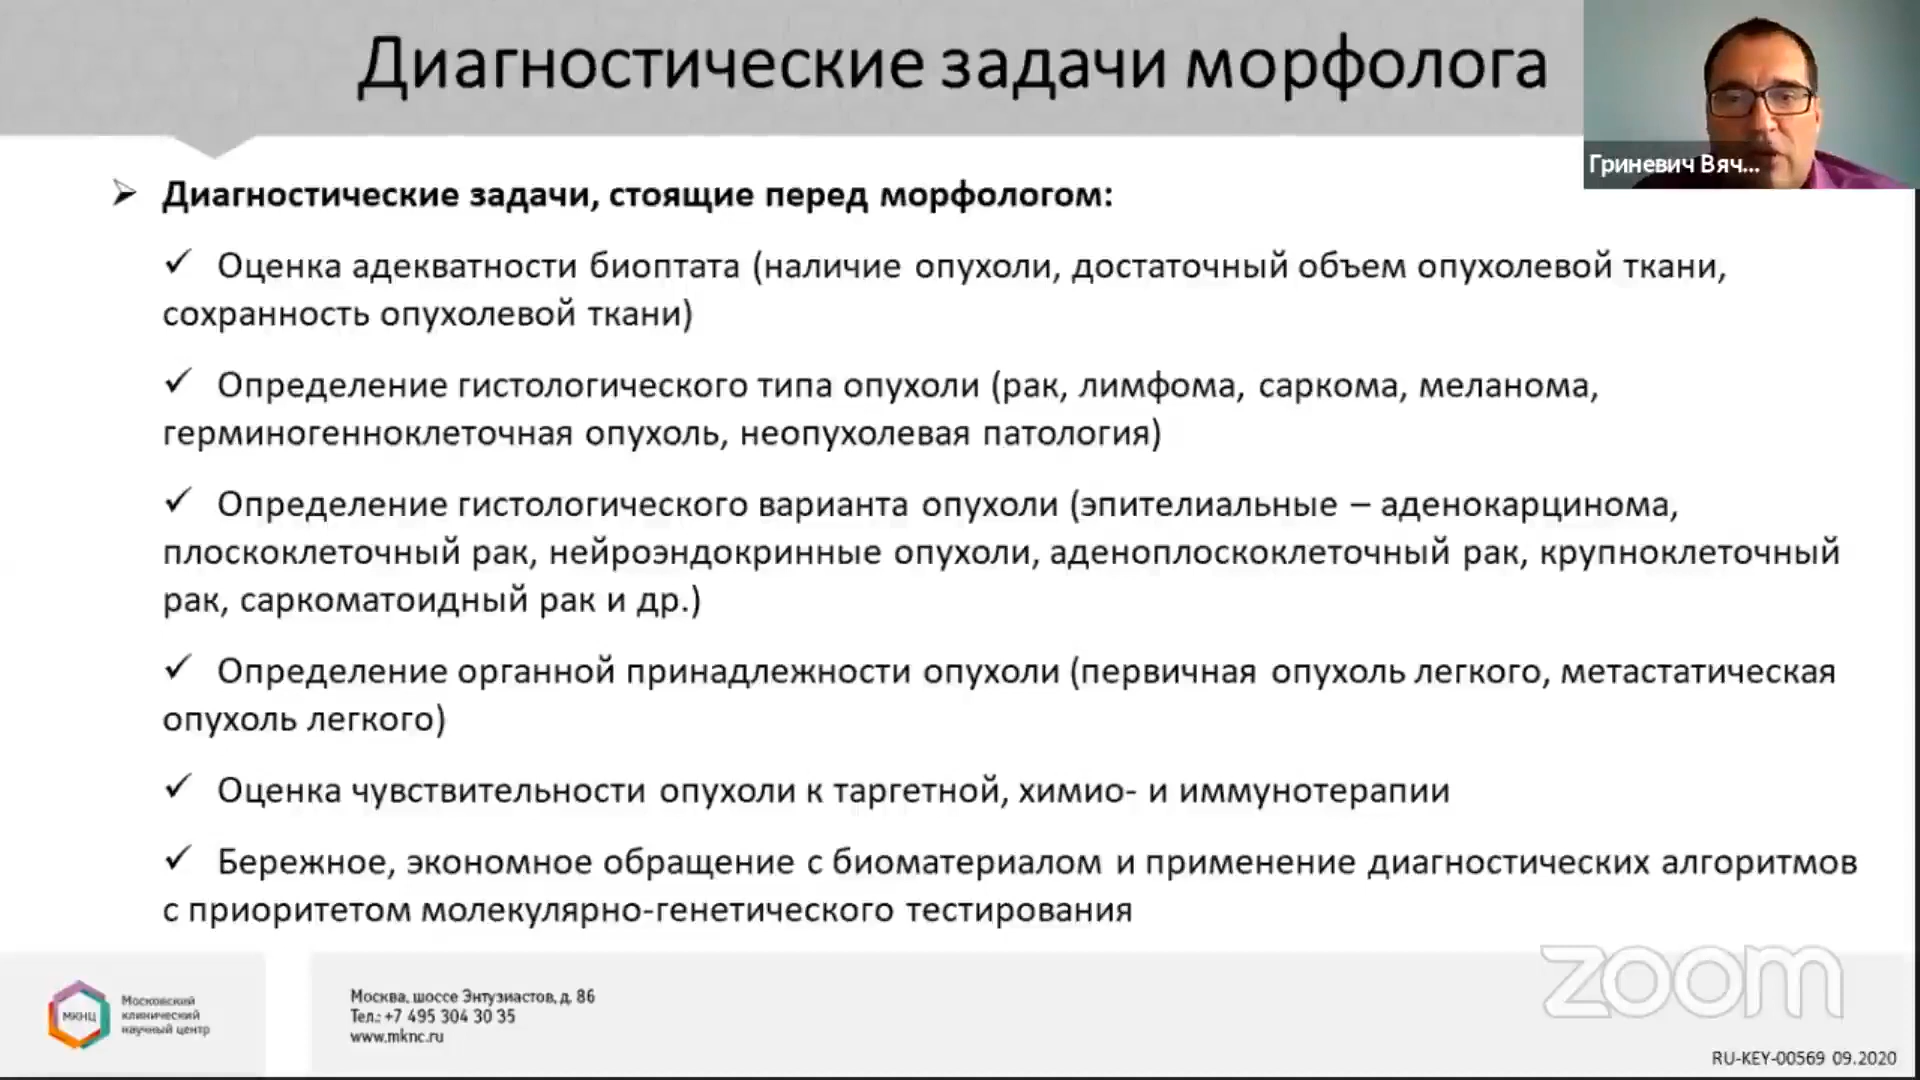 Диагностические задачи морфолога
Гриневич Вяч...
Диагностические задачи, стоящие перед морфологом:
Оценка адекватности биоптата (наличие опухоли, достаточный объем опухолевой ткани,
сохранность опухолевой ткани)
Определение гистологического типа опухоли (рак, лимфома, саркома, меланома,
герминогенноклеточная опухоль, неопухолевая патология)
Определение гистологического варианта опухоли (эпителиальные – аденокарцинома,
плоскоклеточный рак, нейроэндокринные опухоли, аденоплоскоклеточный рак, крупноклеточный
рак, саркоматоидный рак и др.)
Определение органной принадлежности опухоли (первичная опухоль легкого, метастатическая
опухоль легкого)
Оценка чувствительности опухоли к таргетной, химио- и иммунотерапии
Бережное, экономное обращение с биоматериалом и применение диагностических алгоритмов
с приоритетом молекулярно-генетического тестирования
МКНЦ
Московский
клинический
научный центр
Москва, шоссе Энтузиастов, д. 86
Тел.: +7 495 304 30 35
www.mknc.ru
zoom
RU-KEY-00569 09.2020